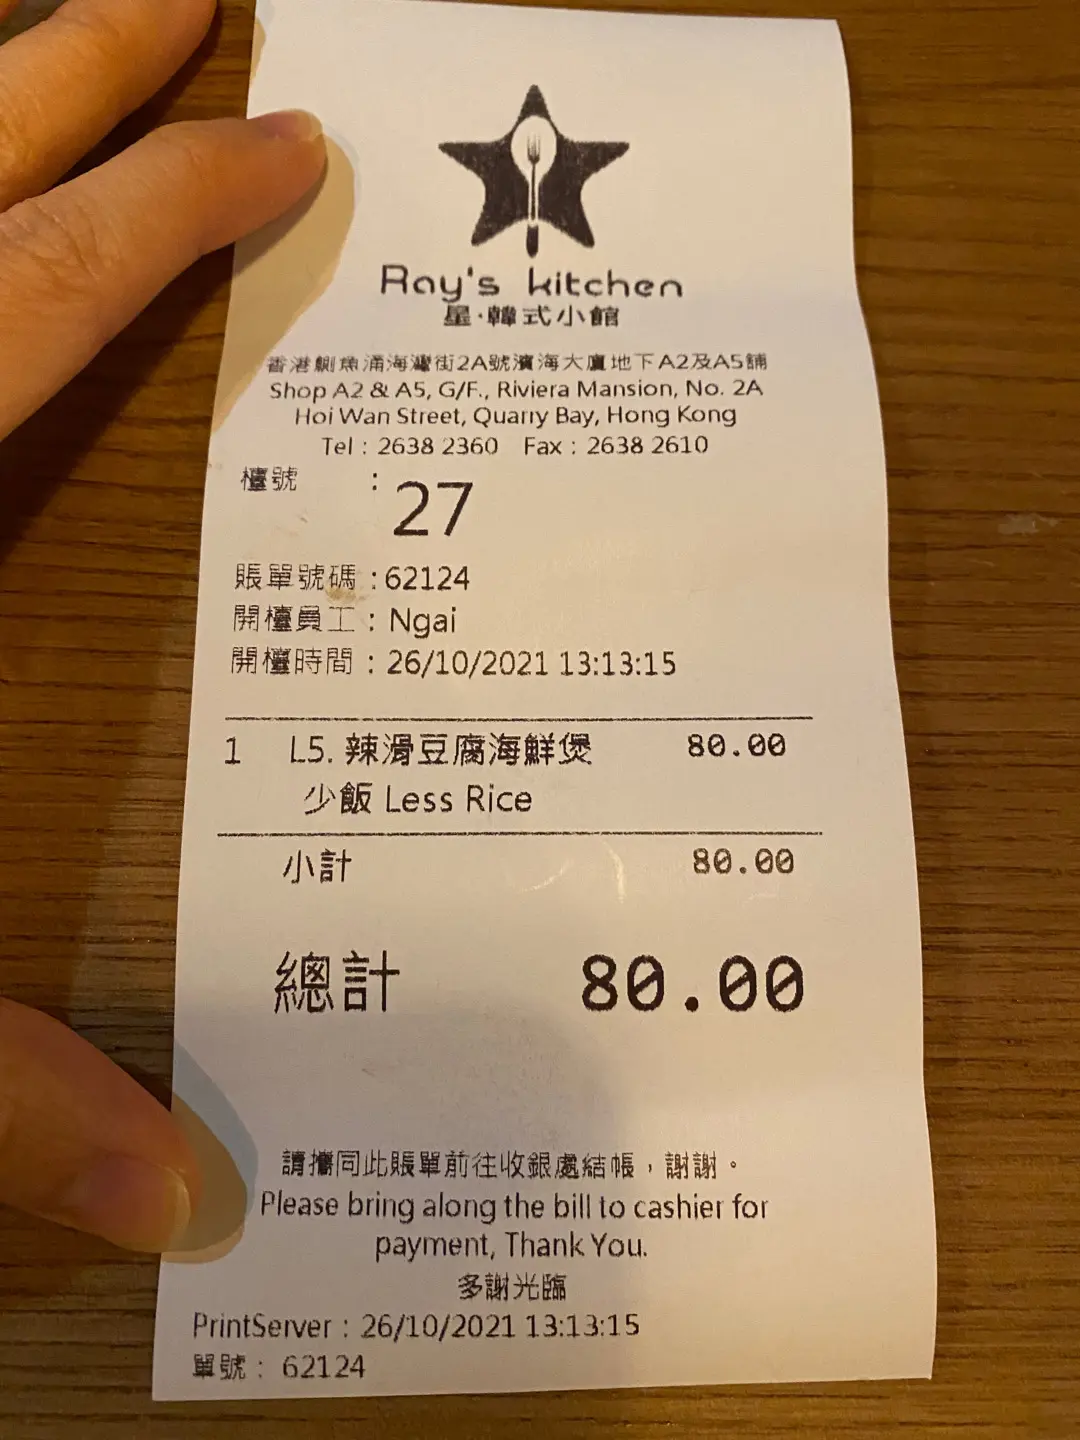 Ray's kitchen
星·韓式小館
香港鰂魚涌海灣街2A號濱海大廈地下A2及A5舖
Shop A2 & A5, G/F., Riviera Mansion, No. 2A
Hoi Wan Street, Quarry Bay, Hong Kong
Tel : 2638 2360 Fax : 2638 2610
檯號 : 27
賬單號碼 : 62124
開檯員工 : Ngai
開檯時間 : 26/10/2021 13:13:15
1 L5. 辣滑豆腐海鮮煲 80.00
少飯 Less Rice
小計 80.00
總計 80.00
請攜同此賬單前往收銀處結帳，謝謝。
Please bring along the bill to cashier for
payment, Thank You.
多謝光臨
PrintServer : 26/10/2021 13:13:15
單號 : 62124